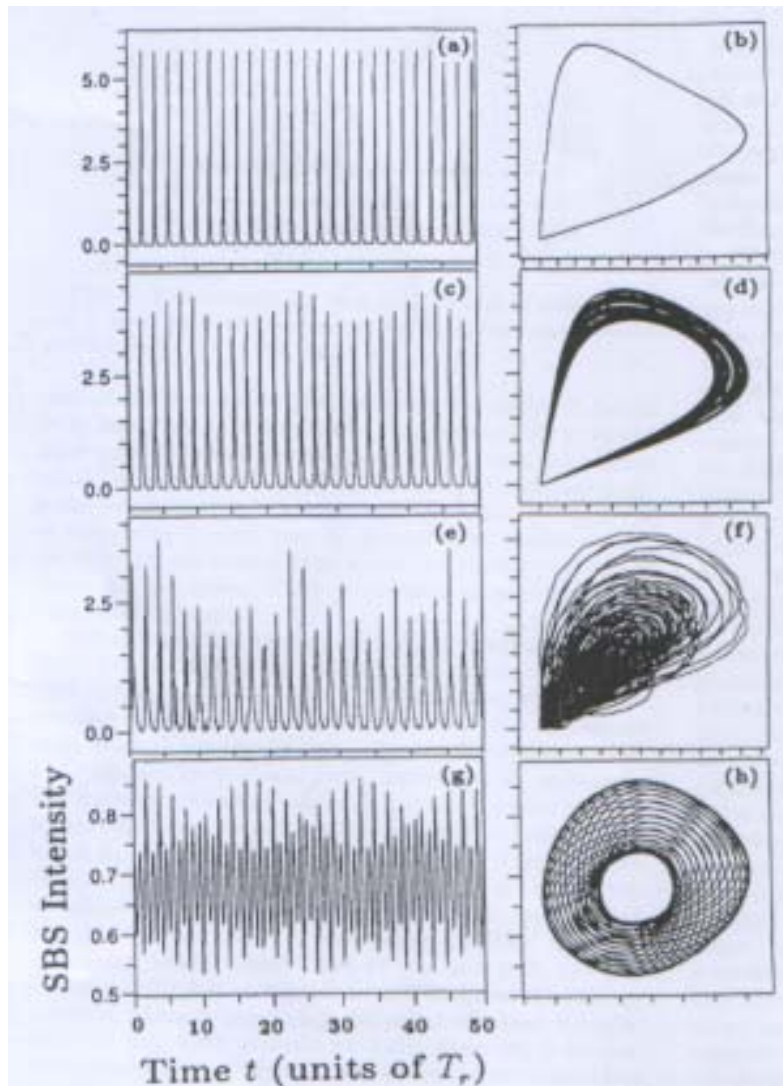 (a)
(b)
5.0
2.5
0.0
(c)
(d)
2.5
0.0
(e)
(f)
2.5
0.0
(g)
(h)
0.8
0.7
0.6
0.5
SBS Intensity
0 10 20 30 40 50
Time t (units of Tᵣ)